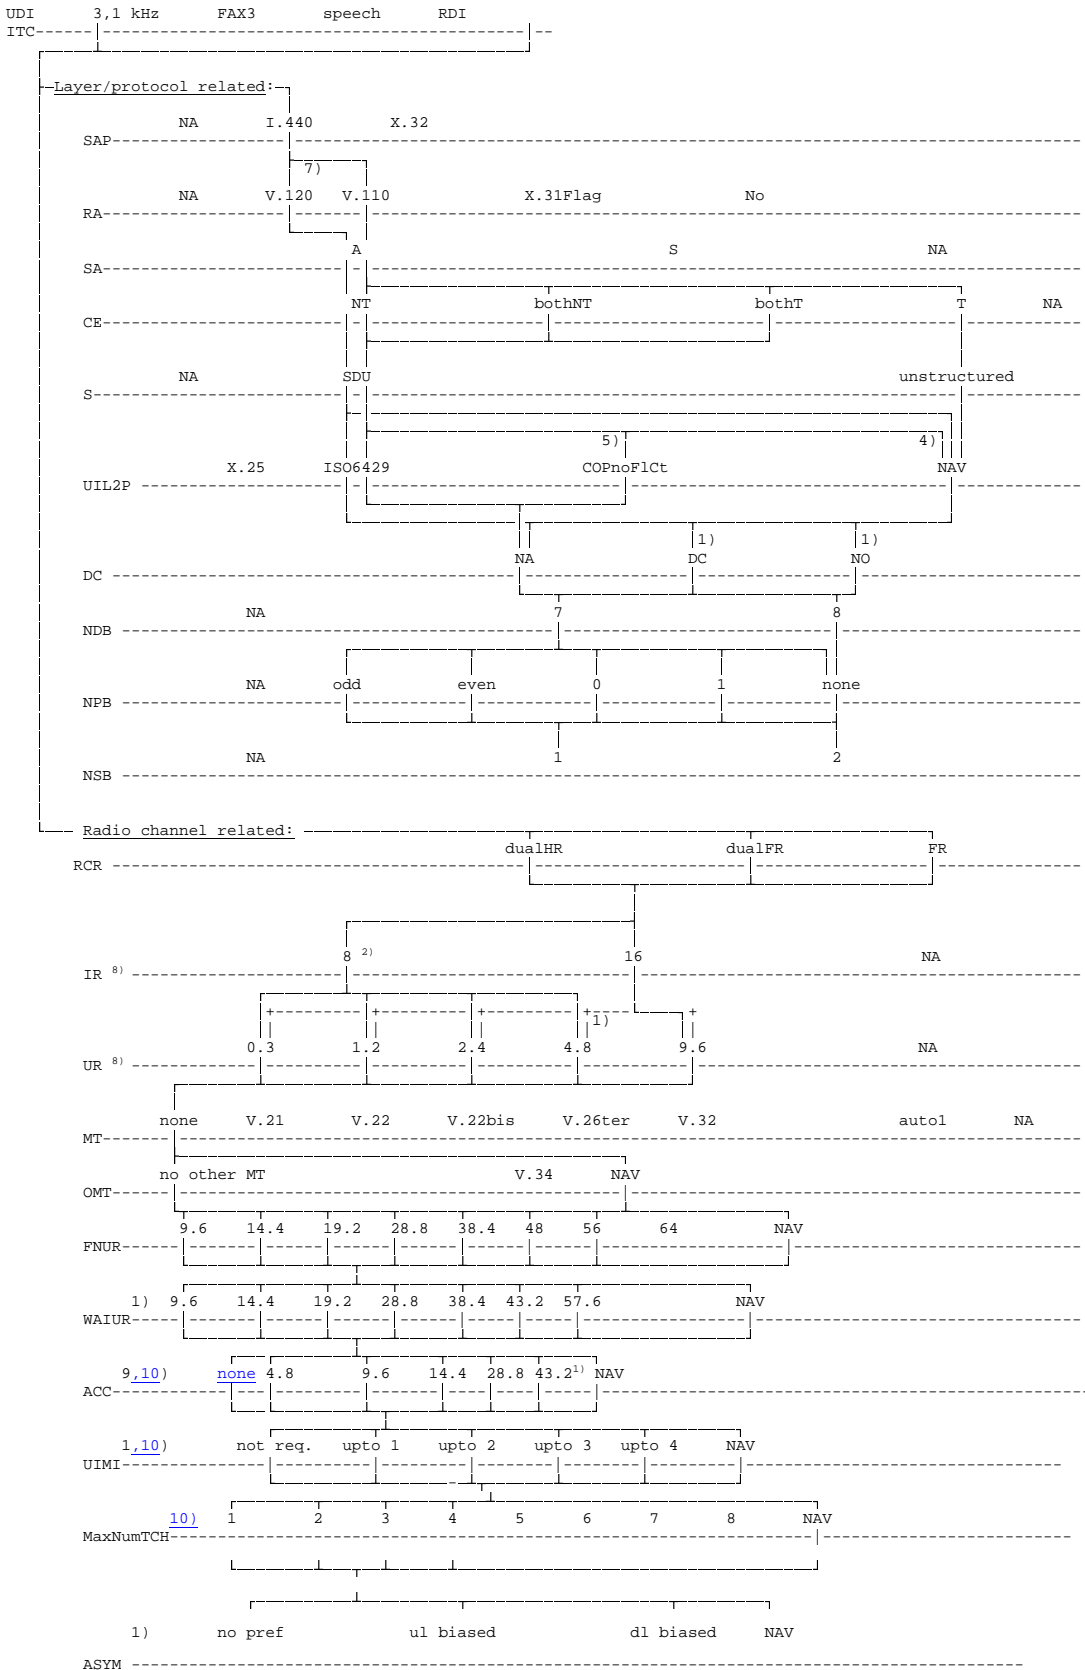 UDI 3,1 kHz FAX3 speech RDI
ITC
Layer/protocol related:
NA I.440 X.32
SAP
7)
NA V.120 V.110 X.31Flag No
RA
A S NA
SA
NT bothNT bothT T NA
CE
NA SDU unstructured
S
5) 4)
X.25 ISO6429 COPnoFlCt NAV
UIL2P
1) 1)
NA DC NO
DC
NA 7 8
NDB
NA odd even 0 1 none
NPB
NA 1 2
NSB
Radio channel related:
dualHR dualFR FR
RCR
8 2) 16 NA
IR 8)
1)
0.3 1.2 2.4 4.8 9.6 NA
UR 8)
none V.21 V.22 V.22bis V.26ter V.32 auto1 NA
MT
no other MT V.34 NAV
OMT
9.6 14.4 19.2 28.8 38.4 48 56 64 NAV
FNUR
1) 9.6 14.4 19.2 28.8 38.4 43.2 57.6 NAV
WAIUR
9,10) none 4.8 9.6 14.4 28.8 43.2 1) NAV
ACC
1,10) not req. upto 1 upto 2 upto 3 upto 4 NAV
UIMI
10) 1 2 3 4 5 6 7 8 NAV
MaxNumTCH
1) no pref ul biased dl biased NAV
ASYM